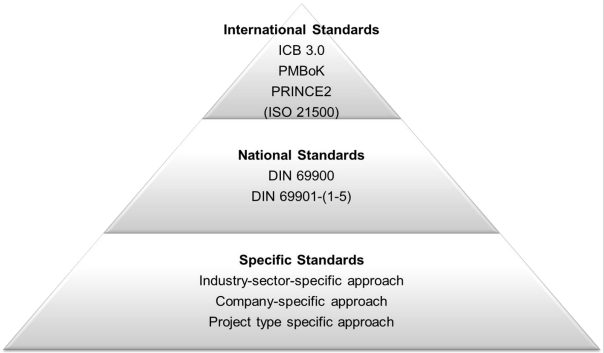 International Standards
ICB 3.0
PMBoK
PRINCE2
(ISO 21500)
National Standards
DIN 69900
DIN 69901-(1-5)
Specific Standards
Industry-sector-specific approach
Company-specific approach
Project type specific approach